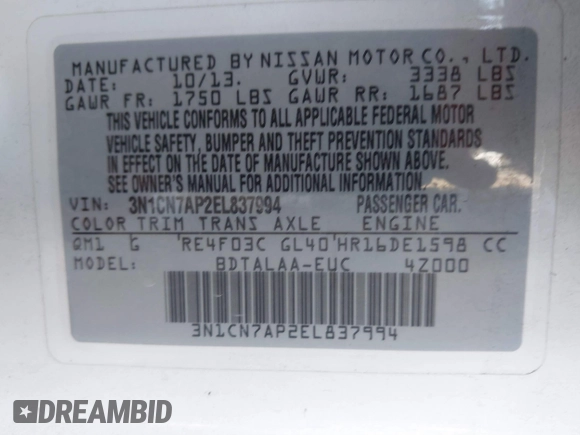 MANUFACTURED BY NISSAN MOTOR CO., LTD.
DATE: 10/13. GVWR: 3338 LBS
GAWR FR: 1750 LBS GAWR RR: 1687 LBS
THIS VEHICLE CONFORMS TO ALL APPLICABLE FEDERAL MOTOR
VEHICLE SAFETY, BUMPER AND THEFT PREVENTION STANDARDS
IN EFFECT ON THE DATE OF MANUFACTURE SHOWN ABOVE.
SEE OWNER'S MANUAL FOR ADDITIONAL INFORMATION.
VIN: 3N1CN7AP2EL837994 PASSENGER CAR.
COLOR TRIM TRANS AXLE ENGINE
QM1 G 'RE4F03C GL40'HR16DE1598 CC
MODEL: BDTALAA-EUC 4Z000
3N1CN7AP2EL837994
DREAMBID